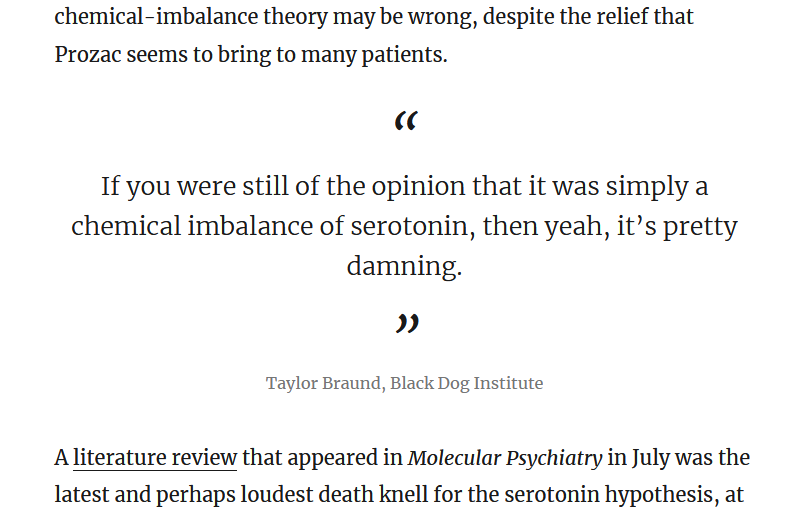 chemical-imbalance theory may be wrong, despite the relief that
Prozac seems to bring to many patients.
“
If you were still of the opinion that it was simply a
chemical imbalance of serotonin, then yeah, it’s pretty
damning.
”
Taylor Braund, Black Dog Institute
A literature review that appeared in Molecular Psychiatry in July was the
latest and perhaps loudest death knell for the serotonin hypothesis, at